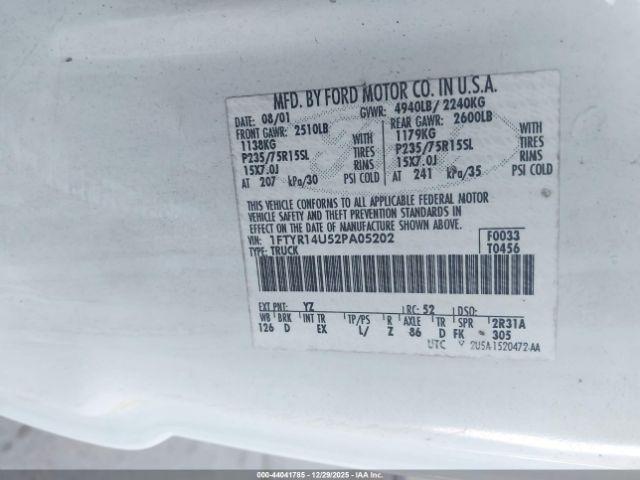 MFD. BY FORD MOTOR CO. IN U.S.A.
DATE: 08/01 GVWR: 4940LB/ 2240KG
FRONT GAWR: 2510LB REAR GAWR: 2600LB
1138KG WITH 1179KG WITH
P235/75R15SL TIRES P235/75R15SL TIRES
15X7.0J RIMS 15X7.0J RIMS
AT 207 kPa/30 PSI COLD AT 241 kPa/35 PSI COLD
THIS VEHICLE CONFORMS TO ALL APPLICABLE FEDERAL MOTOR
VEHICLE SAFETY AND THEFT PREVENTION STANDARDS IN
EFFECT ON THE DATE OF MANUFACTURE SHOWN ABOVE.
VIN: 1FTYR14U52PA05202 F0033
TYPE: TRUCK T0456
EXT PNT: YZ RC: 52 DSO:
WB BRK INT TR TP/PS R AXLE TR SPR 2R31A
126 D EX L/ Z 86 D FK 305
UTC 2U5A-1520472-AA
© - 44041785 - 12/29/2025 - IAAI.COM